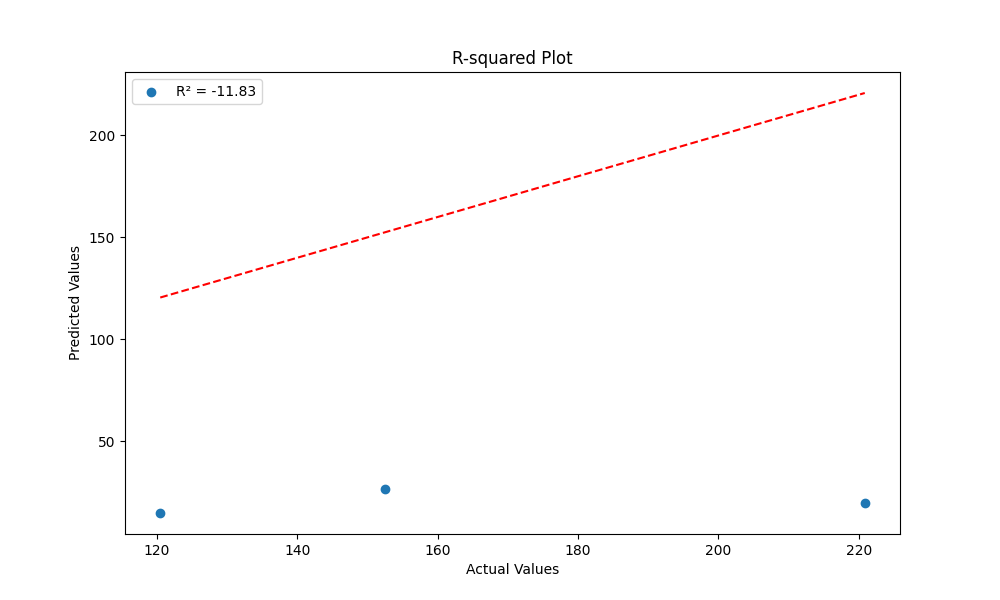 R-squared Plot
R² = -11.83
200
150
100
50
Predicted Values
120 140 160 180 200 220
Actual Values